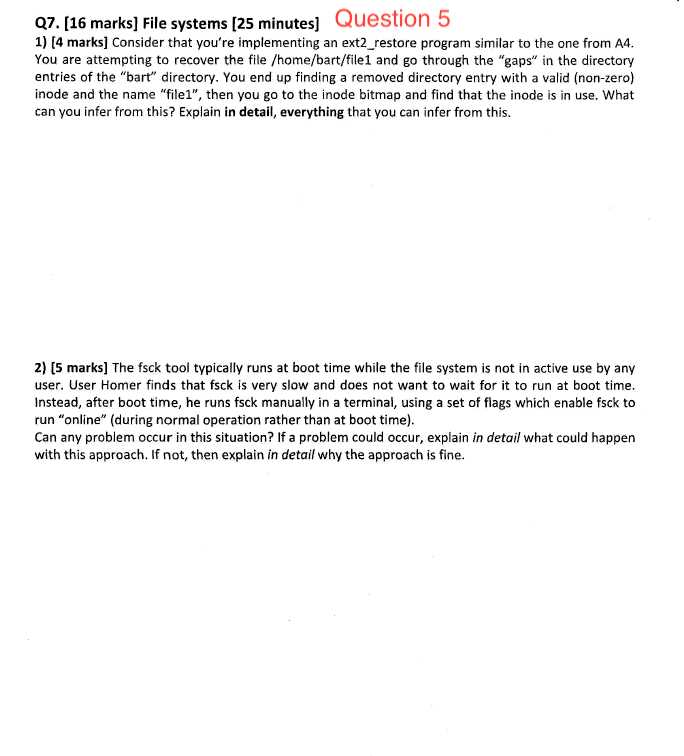 Q7. [16 marks] File systems [25 minutes] Question 5
1) [4 marks] Consider that you're implementing an ext2_restore program similar to the one from A4.
You are attempting to recover the file /home/bart/file1 and go through the "gaps" in the directory
entries of the "bart" directory. You end up finding a removed directory entry with a valid (non-zero)
inode and the name "file1", then you go to the inode bitmap and find that the inode is in use. What
can you infer from this? Explain in detail, everything that you can infer from this.
2) [5 marks] The fsck tool typically runs at boot time while the file system is not in active use by any
user. User Homer finds that fsck is very slow and does not want to wait for it to run at boot time.
Instead, after boot time, he runs fsck manually in a terminal, using a set of flags which enable fsck to
run "online" (during normal operation rather than at boot time).
Can any problem occur in this situation? If a problem could occur, explain in detail what could happen
with this approach. If not, then explain in detail why the approach is fine.